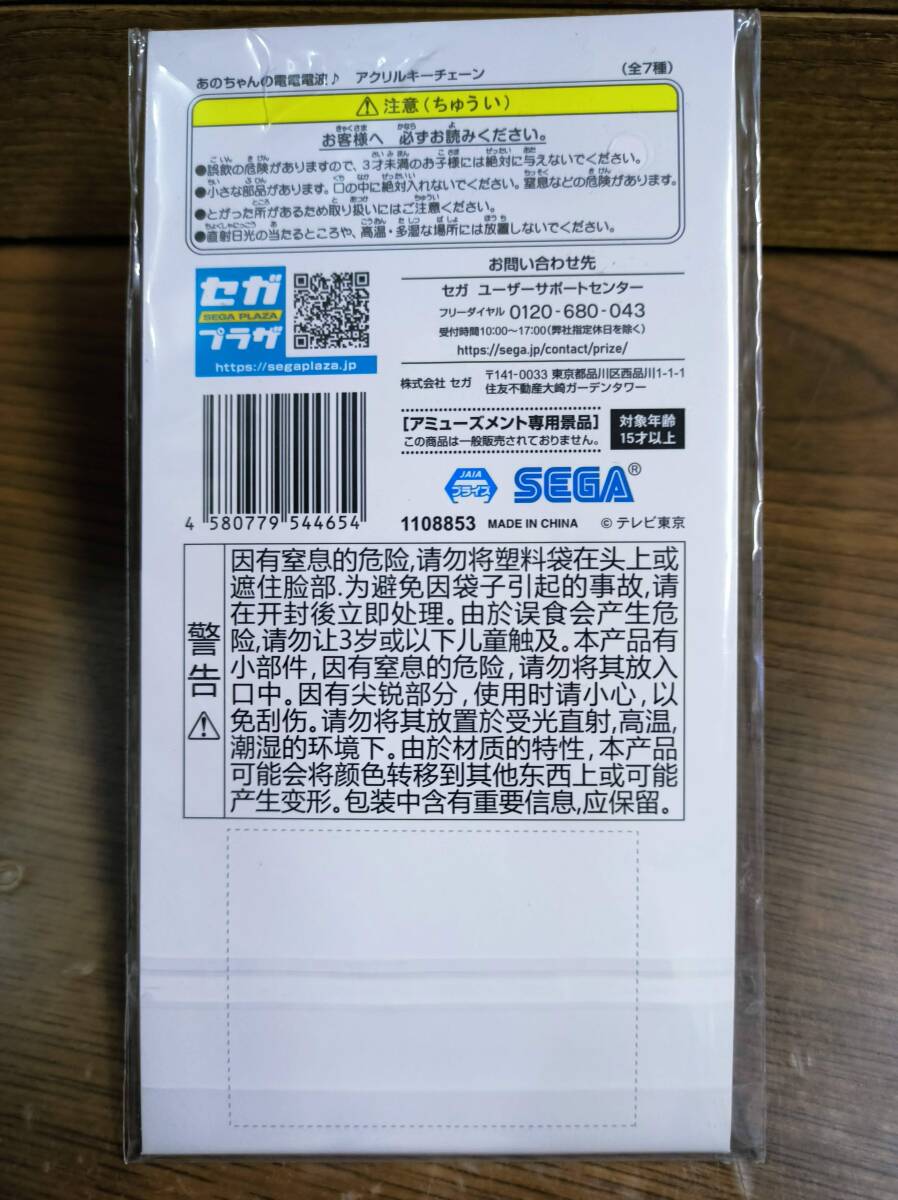 あのちゃんの電電電波♪ アクリルキーチェーン (全7種)
⚠注意(ちゅうい)
お客様へ 必ずお読みください。
●誤飲の危険がありますので、3才未満のお子様には絶対に与えないでください。
●小さな部品があります。口の中に絶対入れないでください。窒息などの危険があります。
●とがった所があるため取り扱いにはご注意ください。
●直射日光の当たるところや、高温・多湿な場所には放置しないでください。
セガ
SEGA PLAZA
プラザ
https://segaplaza.jp
お問い合わせ先
セガ ユーザーサポートセンター
フリーダイヤル 0120-680-043
受付時間10:00〜17:00(弊社指定休日を除く)
https://sega.jp/contact/prize/
株式会社 セガ 〒141-0033 東京都品川区西品川1-1-1
住友不動産大崎ガーデンタワー
[アミューズメント専用景品]
この商品は一般販売されておりません。
対象年齢
15才以上
JAIA
プライズ
SEGA®
4 580779 544654
1108853 MADE IN CHINA © テレビ東京
警告⚠
因有窒息的危险,请勿将塑料袋在头上或
遮住脸部.为避免因袋子引起的事故,请
在开封後立即处理。由於误食会产生危
险,请勿让3岁或以下儿童触及。本产品有
小部件,因有窒息的危险,请勿将其放入
口中。因有尖锐部分,使用时请小心,以
免刮伤。请勿将其放置於受光直射,高温,
潮湿的环境下。由於材质的特性,本产品
可能会将颜色转移到其他东西上或可能
产生变形。包装中含有重要信息,应保留。